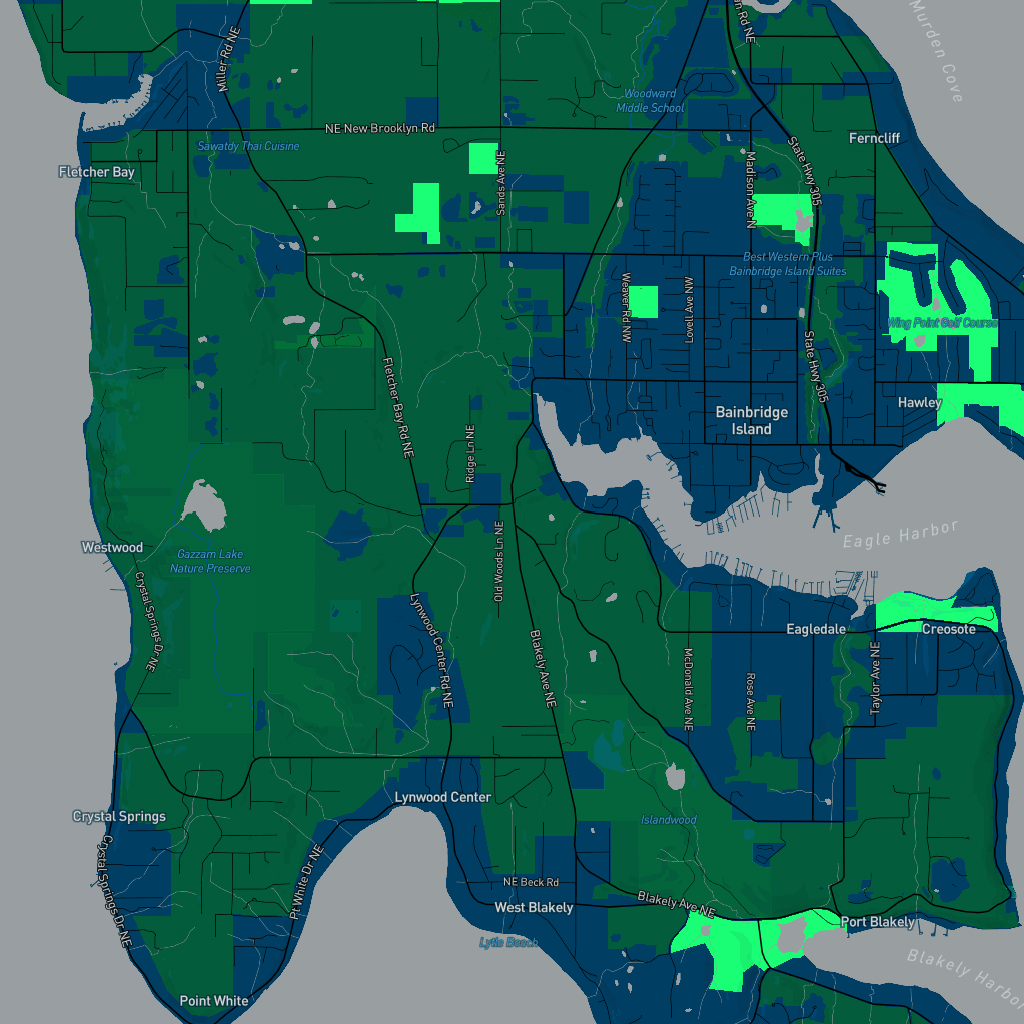 Murden Cove
n Rd NE
Miller Rd NE
Woodward
Middle School
NE New Brooklyn Rd
Ferncliff
Sawatdy Thai Cuisine
State Hwy 305
Fletcher Bay
Sands Ave NE
Madison Ave N
Best Western Plus
Bainbridge Island Suites
Weaver Rd NW
Lovell Ave NW
Wing Point Golf Course
State Hwy 305
Fletcher Bay Rd NE
Hawley
Bainbridge
Island
Ridge Ln NE
Eagle Harbor
Westwood
Gazzam Lake
Nature Preserve
Old Woods Ln NE
Crystal Springs Dr NE
Lynwood Center Rd NE
Blakely Ave NE
Eagledale
Creosote
McDonald Ave NE
Rose Ave NE
Taylor Ave NE
Lynwood Center
Crystal Springs
Islandwood
Crystal Springs Dr NE
Pt White Dr NE
NE Beck Rd
West Blakely
Blakely Ave NE
Port Blakely
Lytle Beach
Blakely Harbor
Point White